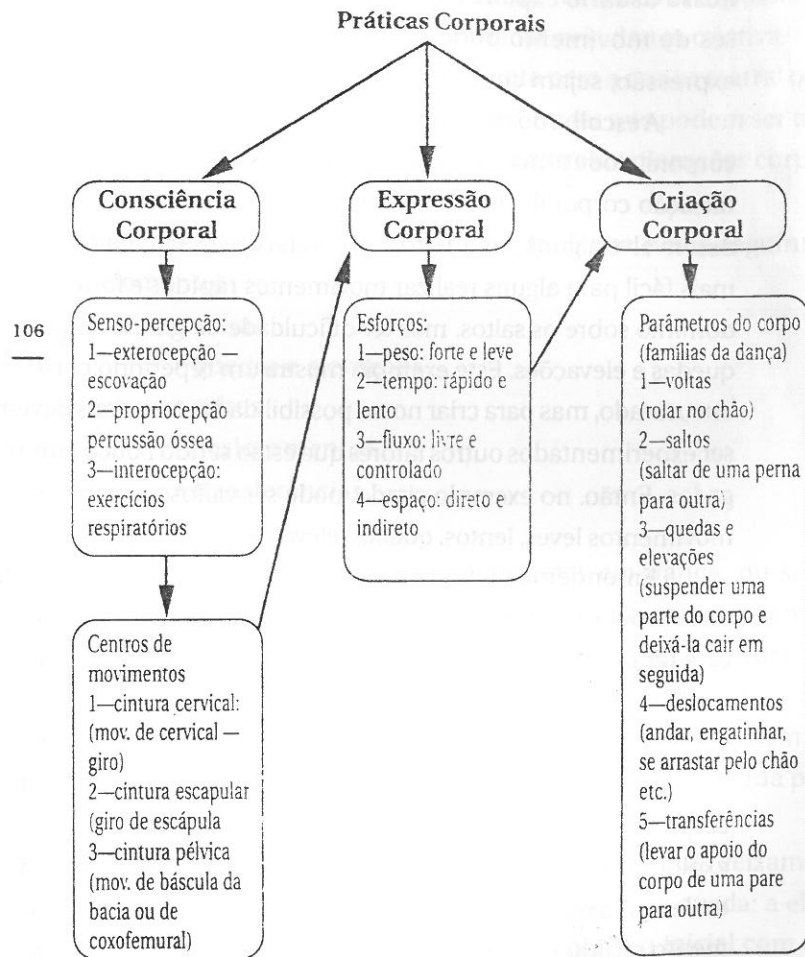 Práticas Corporais
Consciência
Corporal
Expressão
Corporal
Criação
Corporal
106
Senso-percepção:
1—exterocepção —
escovação
2—propriocepção
percussão óssea
3—interocepção:
exercícios
respiratórios
Esforços:
1—peso: forte e leve
2—tempo: rápido e
lento
3—fluxo: livre e
controlado
4—espaço: direto e
indireto
Parâmetros do corpo
(famílias da dança)
1—voltas
(rolar no chão)
2—saltos
(saltar de uma perna
para outra)
3—quedas e
elevações
(suspender uma
parte do corpo e
deixá-la cair em
seguida)
4—deslocamentos
(andar, engatinhar,
se arrastar pelo chão
etc.)
5—transferências
(levar o apoio do
corpo de uma pare
para outra)
Centros de
movimentos
1—cintura cervical:
(mov. de cervical —
giro)
2—cintura escapular
(giro de escápula
3—cintura pélvica
(mov. de báscula da
bacia ou de
coxofemural)